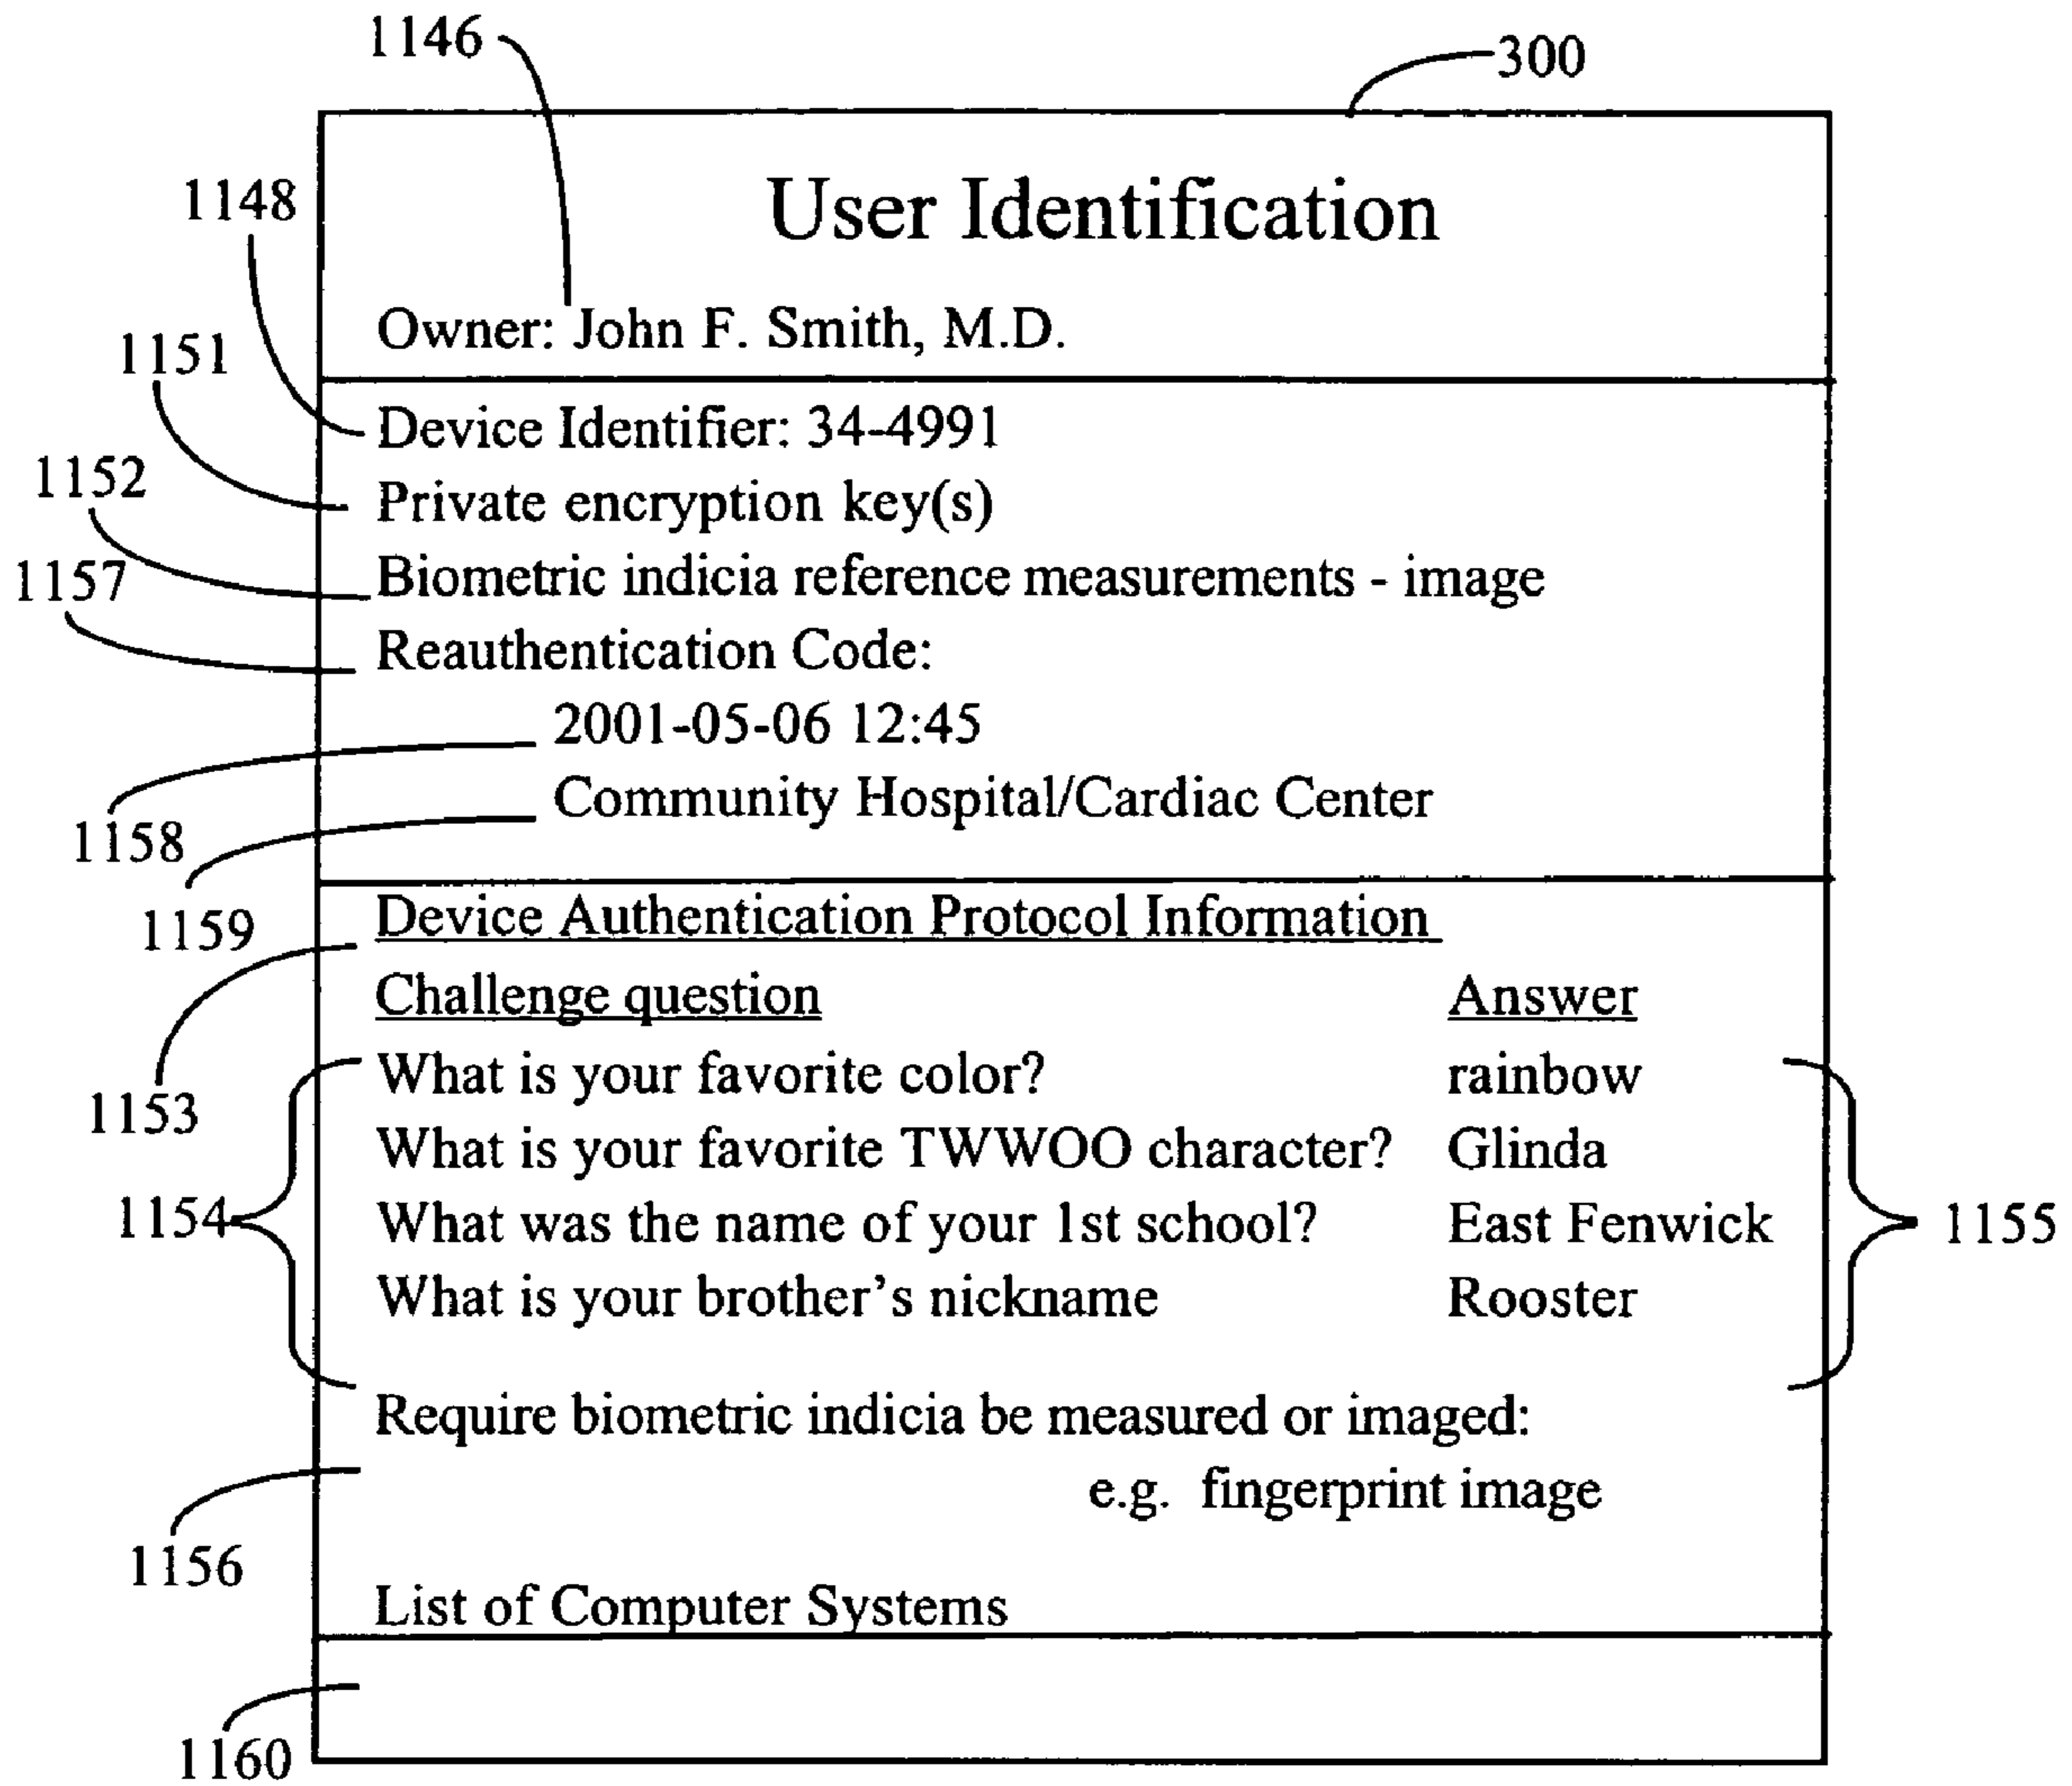 1146
300
User Identification
1148
Owner: John F. Smith, M.D.
1151
Device Identifier: 34-4991
1152
Private encryption key(s)
1157
Biometric indicia reference measurements - image
Reauthentication Code:
2001-05-06 12:45
Community Hospital/Cardiac Center
1158
1159
Device Authentication Protocol Information
Challenge question Answer
What is your favorite color? rainbow
1153
What is your favorite TWWOO character? Glinda
1154
What was the name of your 1st school? East Fenwick
1155
What is your brother's nickname Rooster
Require biometric indicia be measured or imaged:
e.g. fingerprint image
1156
List of Computer Systems
1160